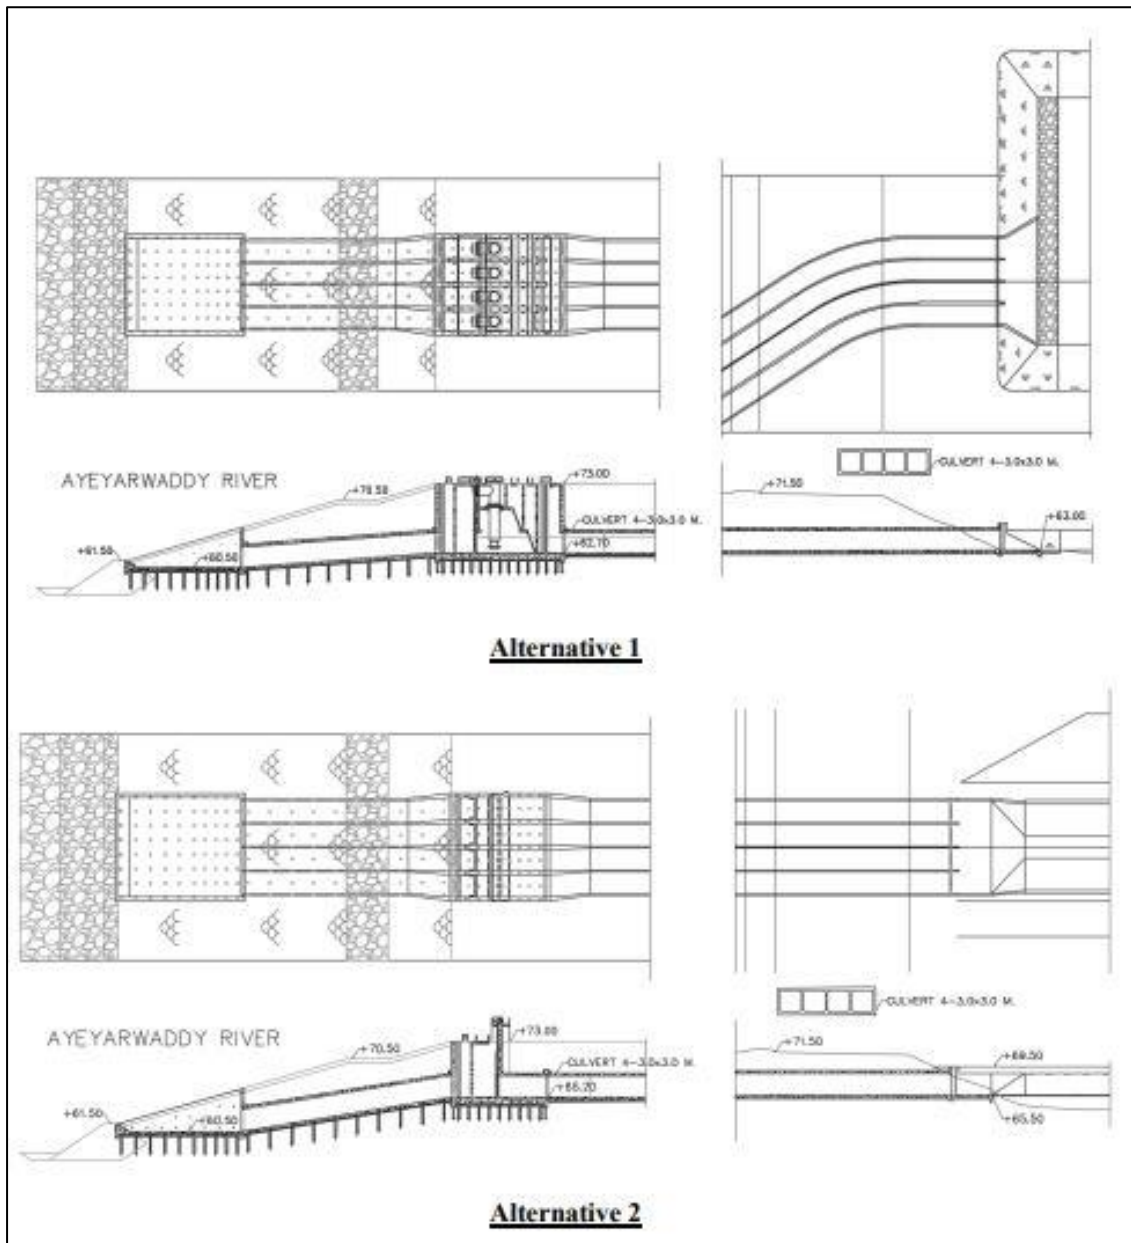 CULVERT 4-3.0x3.0 M.
AYEYARWADDY RIVER
+73.00
+70.50
+71.50
CULVERT 4-3.0x3.0 M.
+63.00
+61.50
+60.50
+62.70
Alternative 1
CULVERT 4-3.0x3.0 M.
AYEYARWADDY RIVER
+73.00
+70.50
+71.50
CULVERT 4-3.0x3.0 M.
+68.50
+65.70
+61.50
+60.50
+65.50
Alternative 2